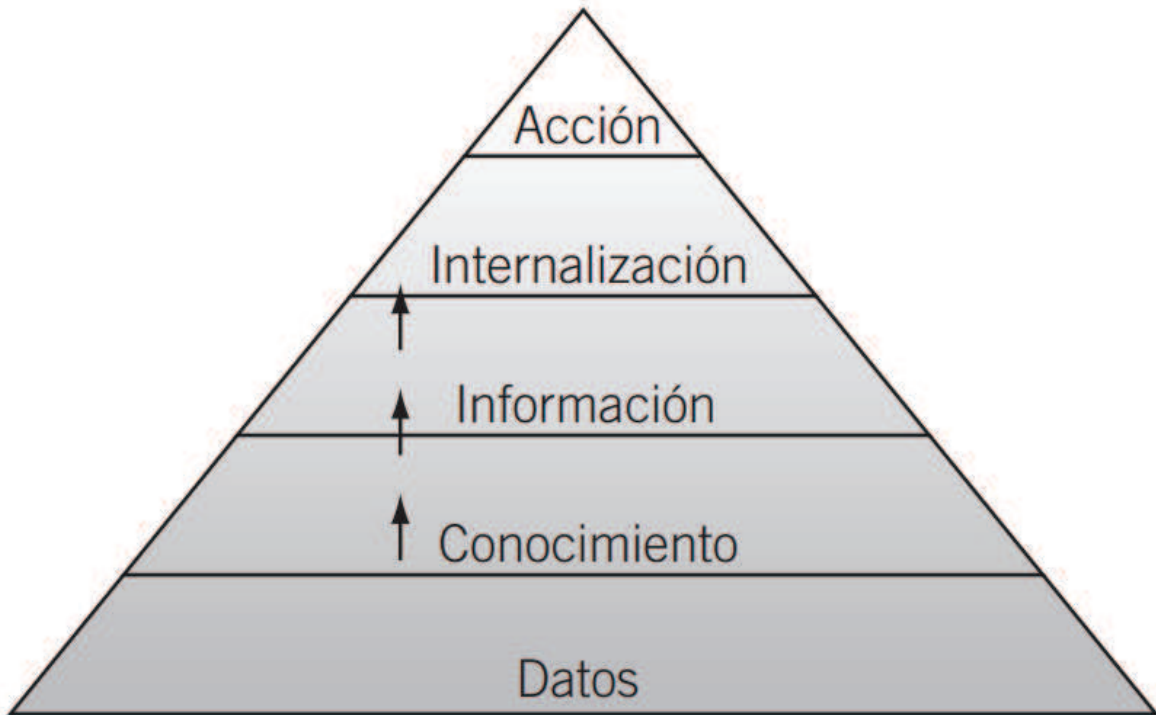 Acción
Internalización
Información
Conocimiento
Datos